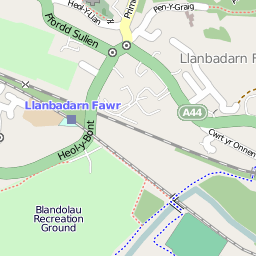 Pen-Y-Graig
Heol-y-Llan
Ffordd Sulien
Llanbadarn F
Llanbadarn Fawr
A44
Cwrt yr Onnen
Heol-y-Bont
Blandolau
Recreation
Ground